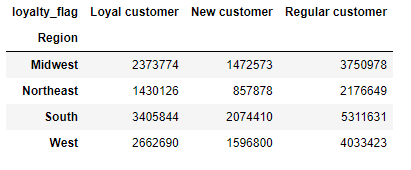 loyalty_flag Loyal customer New customer Regular customer
Region
Midwest 2373774 1472573 3750978
Northeast 1430126 857878 2176649
South 3405844 2074410 5311631
West 2662690 1596800 4033423